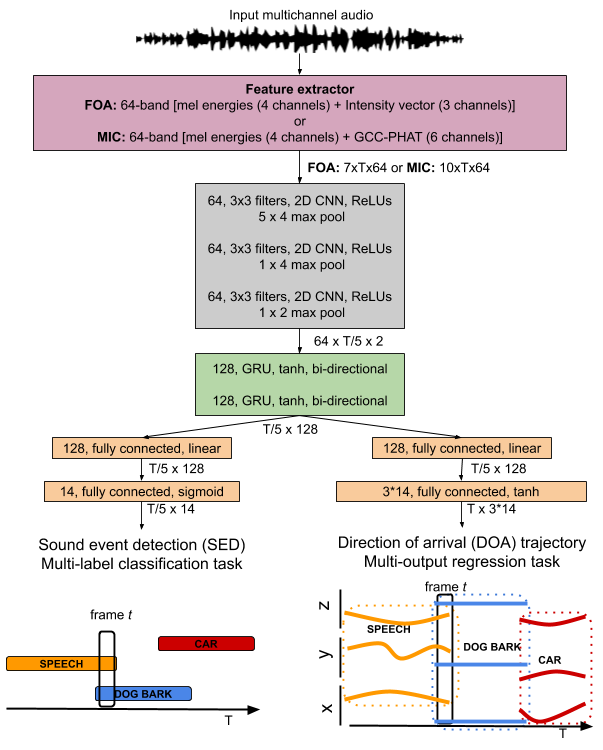 Input multichannel audio
Feature extractor
FOA: 64-band [mel energies (4 channels) + Intensity vector (3 channels)]
or
MIC: 64-band [mel energies (4 channels) + GCC-PHAT (6 channels)]
FOA: 7xTx64 or MIC: 10xTx64
64, 3x3 filters, 2D CNN, ReLUs
5 x 4 max pool
64, 3x3 filters, 2D CNN, ReLUs
1 x 4 max pool
64, 3x3 filters, 2D CNN, ReLUs
1 x 2 max pool
64 x T/5 x 2
128, GRU, tanh, bi-directional
128, GRU, tanh, bi-directional
T/5 x 128
128, fully connected, linear
T/5 x 128
14, fully connected, sigmoid
T/5 x 14
Sound event detection (SED)
Multi-label classification task
frame t
CAR
SPEECH
DOG BARK
T
128, fully connected, linear
T/5 x 128
3*14, fully connected, tanh
T x 3*14
Direction of arrival (DOA) trajectory
Multi-output regression task
frame t
z
SPEECH
y
DOG BARK
CAR
x
T